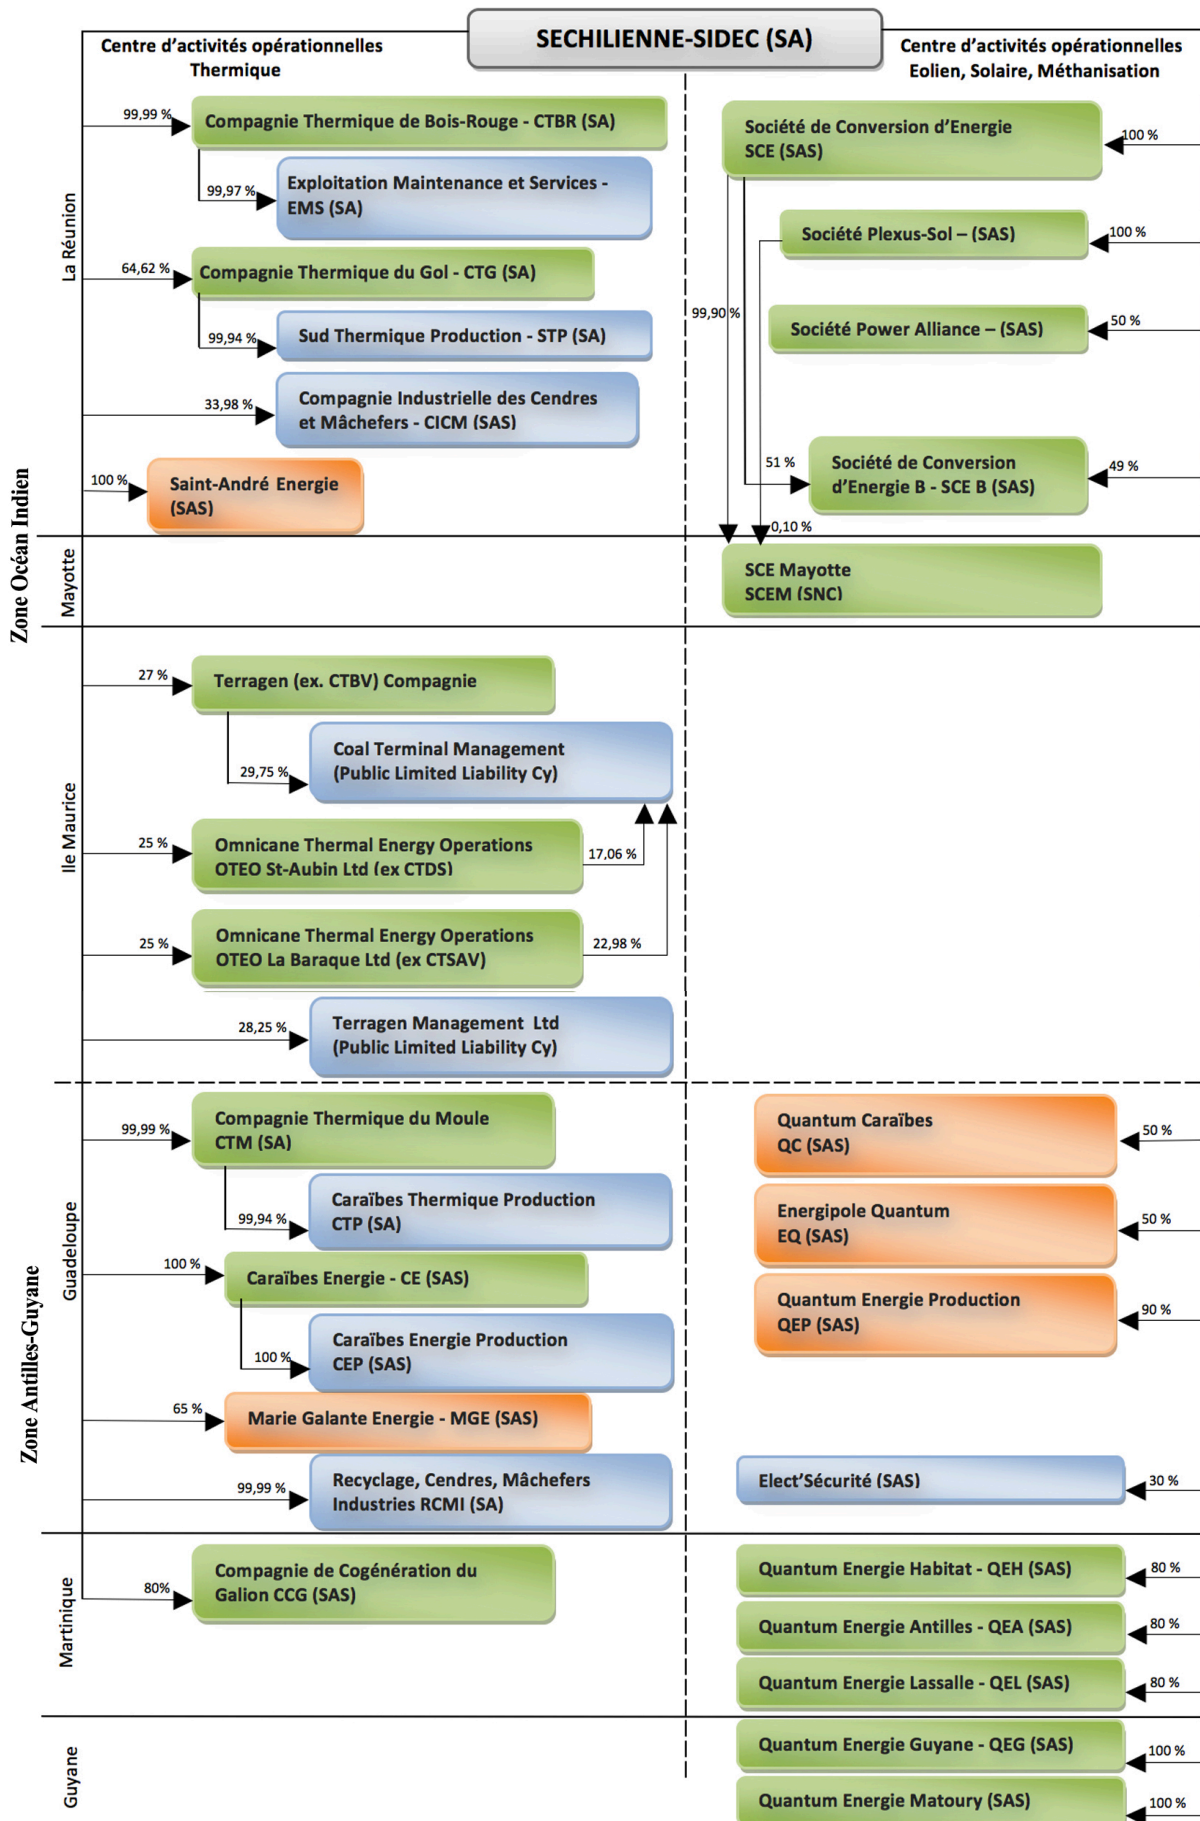 SECHILIENNE-SIDEC (SA)
Centre d'activités opérationnelles
Thermique
Centre d'activités opérationnelles
Eolien, Solaire, Méthanisation
Zone Océan Indien
La Réunion
99,99 %
Compagnie Thermique de Bois-Rouge - CTBR (SA)
99,97 %
Exploitation Maintenance et Services -
EMS (SA)
64,62 %
Compagnie Thermique du Gol - CTG (SA)
99,94 %
Sud Thermique Production - STP (SA)
33,98 %
Compagnie Industrielle des Cendres
et Mâchefers - CICM (SAS)
100 %
Saint-André Energie
(SAS)
Société de Conversion d'Energie
SCE (SAS)
100 %
Société Plexus-Sol – (SAS)
100 %
99,90 %
Société Power Alliance – (SAS)
50 %
51 %
Société de Conversion
d'Energie B - SCE B (SAS)
49 %
0,10 %
Mayotte
SCE Mayotte
SCEM (SNC)
Ile Maurice
27 %
Terragen (ex. CTBV) Compagnie
29,75 %
Coal Terminal Management
(Public Limited Liability Cy)
25 %
Omnicane Thermal Energy Operations
OTEO St-Aubin Ltd (ex CTDS)
17,06 %
25 %
Omnicane Thermal Energy Operations
OTEO La Baraque Ltd (ex CTSAV)
22,98 %
28,25 %
Terragen Management Ltd
(Public Limited Liability Cy)
Zone Antilles-Guyane
Guadeloupe
99,99 %
Compagnie Thermique du Moule
CTM (SA)
99,94 %
Caraïbes Thermique Production
CTP (SA)
100 %
Caraïbes Energie - CE (SAS)
100 %
Caraïbes Energie Production
CEP (SAS)
65 %
Marie Galante Energie - MGE (SAS)
99,99 %
Recyclage, Cendres, Mâchefers
Industries RCMI (SA)
Quantum Caraïbes
QC (SAS)
50 %
Energipole Quantum
EQ (SAS)
50 %
Quantum Energie Production
QEP (SAS)
90 %
Elect'Sécurité (SAS)
30 %
Martinique
80%
Compagnie de Cogénération du
Galion CCG (SAS)
Quantum Energie Habitat - QEH (SAS)
80 %
Quantum Energie Antilles - QEA (SAS)
80 %
Quantum Energie Lassalle - QEL (SAS)
80 %
Guyane
Quantum Energie Guyane - QEG (SAS)
100 %
Quantum Energie Matoury (SAS)
100 %